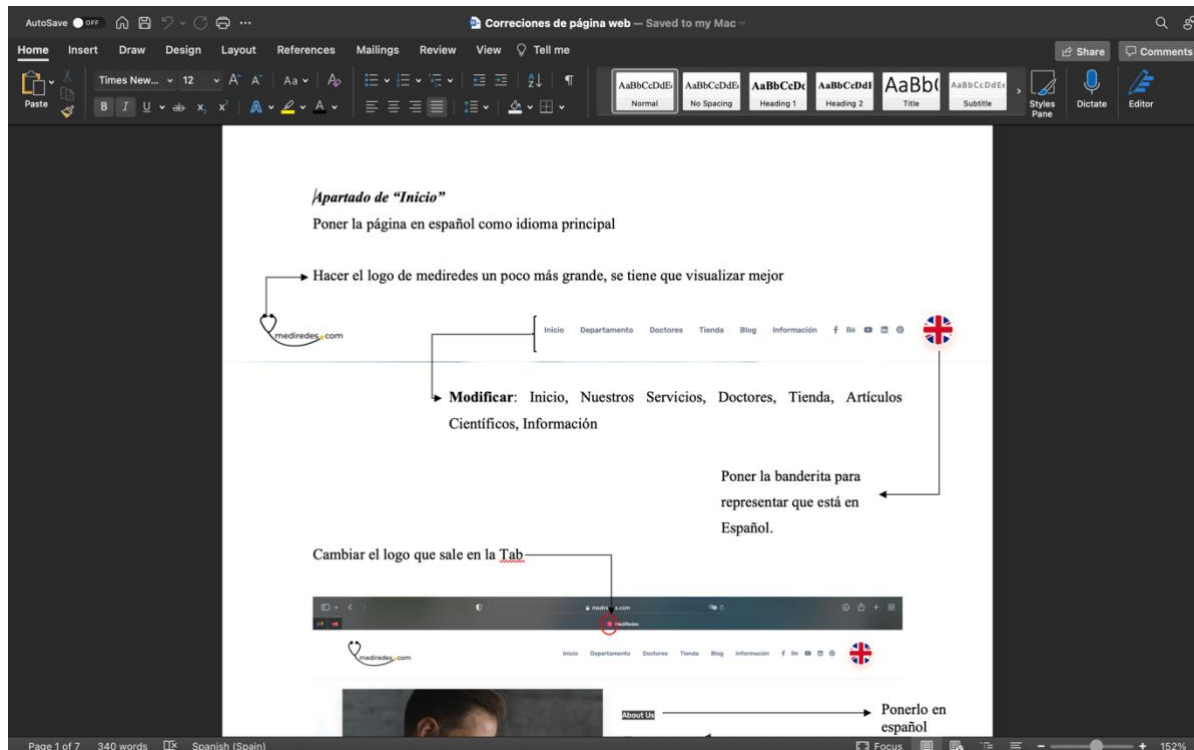 AutoSave OFF
Correciones de página web — Saved to my Mac
Home Insert Draw Design Layout References Mailings Review View Tell me
Share Comments
Paste
Times New... 12
B I U ab x
AaBbCcDdE AaBbCcDdE AaBbCcDc AaBbCcDdI AaBb( AaBbCcDdEe
Normal No Spacing Heading 1 Heading 2 Title Subtitle
Styles Pane Dictate Editor
Apartado de “Inicio”
Poner la página en español como idioma principal
Hacer el logo de mediredes un poco más grande, se tiene que visualizar mejor
mediredes.com
Inicio Departamento Doctores Tienda Blog Información
Modificar: Inicio, Nuestros Servicios, Doctores, Tienda, Artículos
Científicos, Información
Poner la banderita para
representar que está en
Español.
Cambiar el logo que sale en la Tab
MediRedes
mediredes.com
Inicio Departamento Doctores Tienda Blog Información
About Us
Ponerlo en
español
Page 1 of 7 340 words Spanish (Spain) Focus 152%